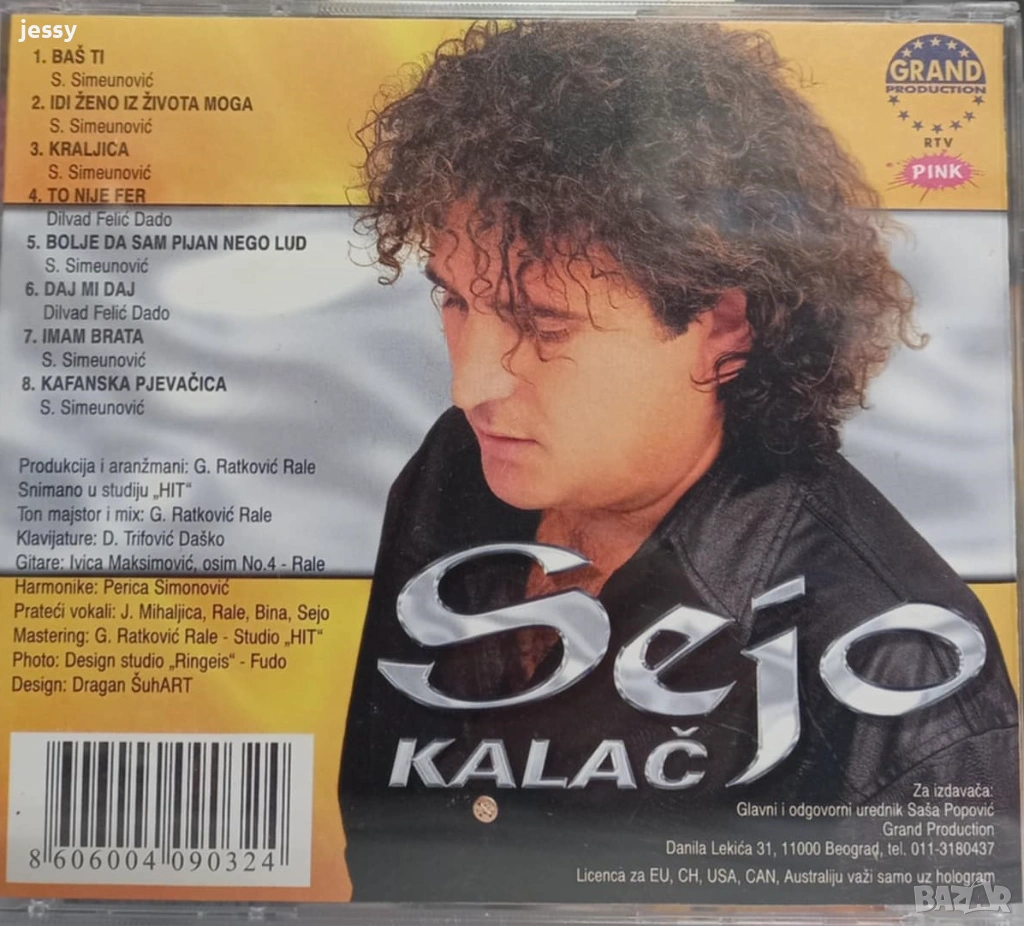 jessy
1. BAŠ TI
S. Simeunović
2. IDI ŽENO IZ ŽIVOTA MOGA
S. Simeunović
3. KRALJICA
S. Simeunović
4. TO NIJE FER
Dilvad Felić Dado
5. BOLJE DA SAM PIJAN NEGO LUD
S. Simeunović
6. DAJ MI DAJ
Dilvad Felić Dado
7. IMAM BRATA
S. Simeunović
8. KAFANSKA PJEVAČICA
S. Simeunović
GRAND
PRODUCTION
RTV
PINK
Produkcija i aranžmani: G. Ratković Rale
Snimano u studiju „HIT“
Ton majstor i mix: G. Ratković Rale
Klavijature: D. Trifović Daško
Gitare: Ivica Maksimović, osim No.4 - Rale
Harmonike: Perica Simonović
Prateći vokali: J. Mihaljica, Rale, Bina, Sejo
Mastering: G. Ratković Rale - Studio „HIT“
Photo: Design studio „Ringeis“ - Fudo
Design: Dragan ŠuhART
Sejo
KALAČ
8 606004 090324
Za izdavača:
Glavni i odgovorni urednik Saša Popović
Grand Production
Danila Lekića 31, 11000 Beograd, tel. 011-3180437
Licenca za EU, CH, USA, CAN, Australiju važi samo uz hologram
BAZAR